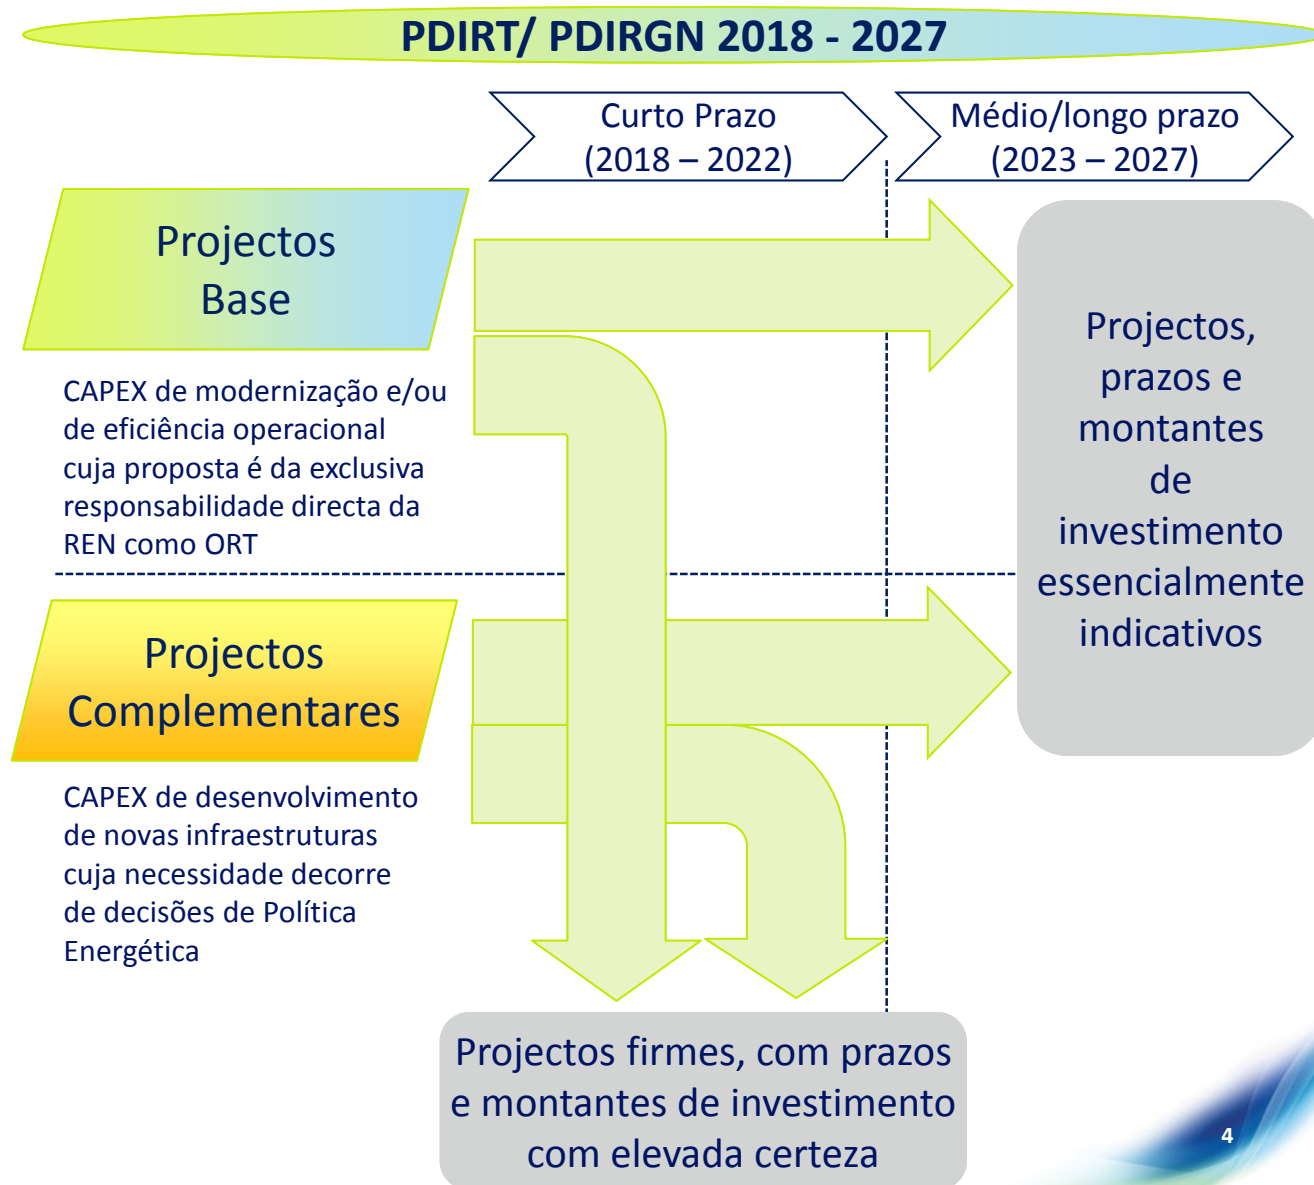 PDIRT/ PDIRGN 2018 - 2027
Curto Prazo
(2018 – 2022)
Médio/longo prazo
(2023 – 2027)
Projectos
Base
CAPEX de modernização e/ou
de eficiência operacional
cuja proposta é da exclusiva
responsabilidade directa da
REN como ORT
Projectos,
prazos e
montantes
de
investimento
essencialmente
indicativos
Projectos
Complementares
CAPEX de desenvolvimento
de novas infraestruturas
cuja necessidade decorre
de decisões de Política
Energética
Projectos firmes, com prazos
e montantes de investimento
com elevada certeza
4